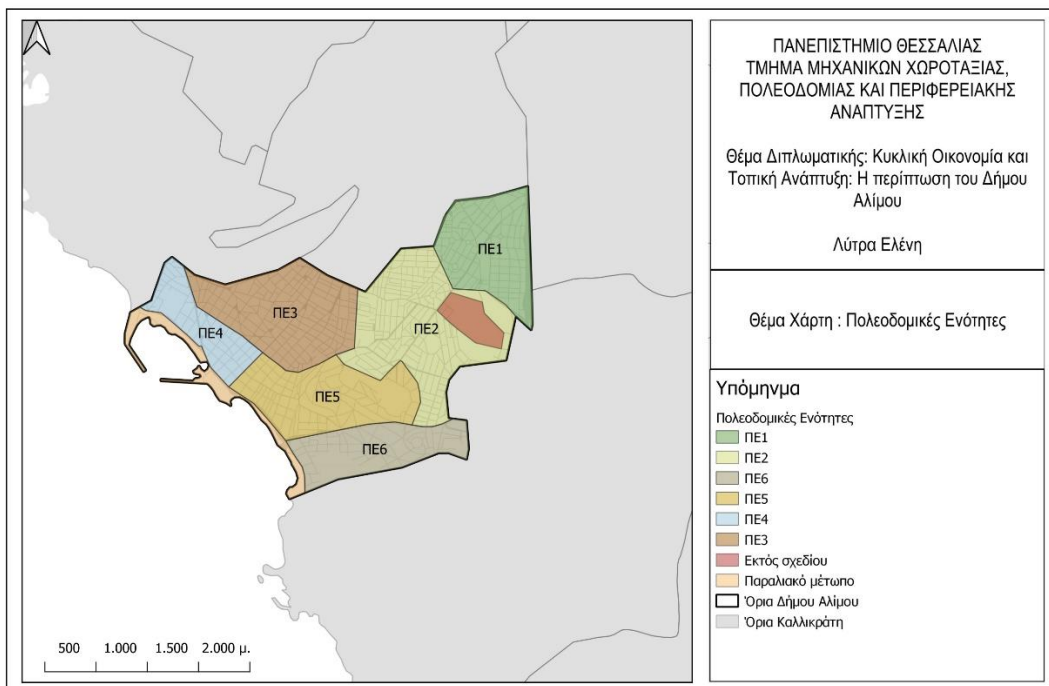 ΠΑΝΕΠΙΣΤΗΜΙΟ ΘΕΣΣΑΛΙΑΣ
ΤΜΗΜΑ ΜΗΧΑΝΙΚΩΝ ΧΩΡΟΤΑΞΙΑΣ,
ΠΟΛΕΟΔΟΜΙΑΣ ΚΑΙ ΠΕΡΙΦΕΡΕΙΑΚΗΣ
ΑΝΑΠΤΥΞΗΣ
Θέμα Διπλωματικής: Κυκλική Οικονομία και
Τοπική Ανάπτυξη: Η περίπτωση του Δήμου
Αλίμου
Λύτρα Ελένη
Θέμα Χάρτη : Πολεοδομικές Ενότητες
Υπόμνημα
Πολεοδομικές Ενότητες
ΠΕ1
ΠΕ2
ΠΕ6
ΠΕ5
ΠΕ4
ΠΕ3
Εκτός σχεδίου
Παραλιακό μέτωπο
Όρια Δήμου Αλίμου
Όρια Καλλικράτη
ΠΕ1
ΠΕ3
ΠΕ2
ΠΕ4
ΠΕ5
ΠΕ6
500 1.000 1.500 2.000 μ.